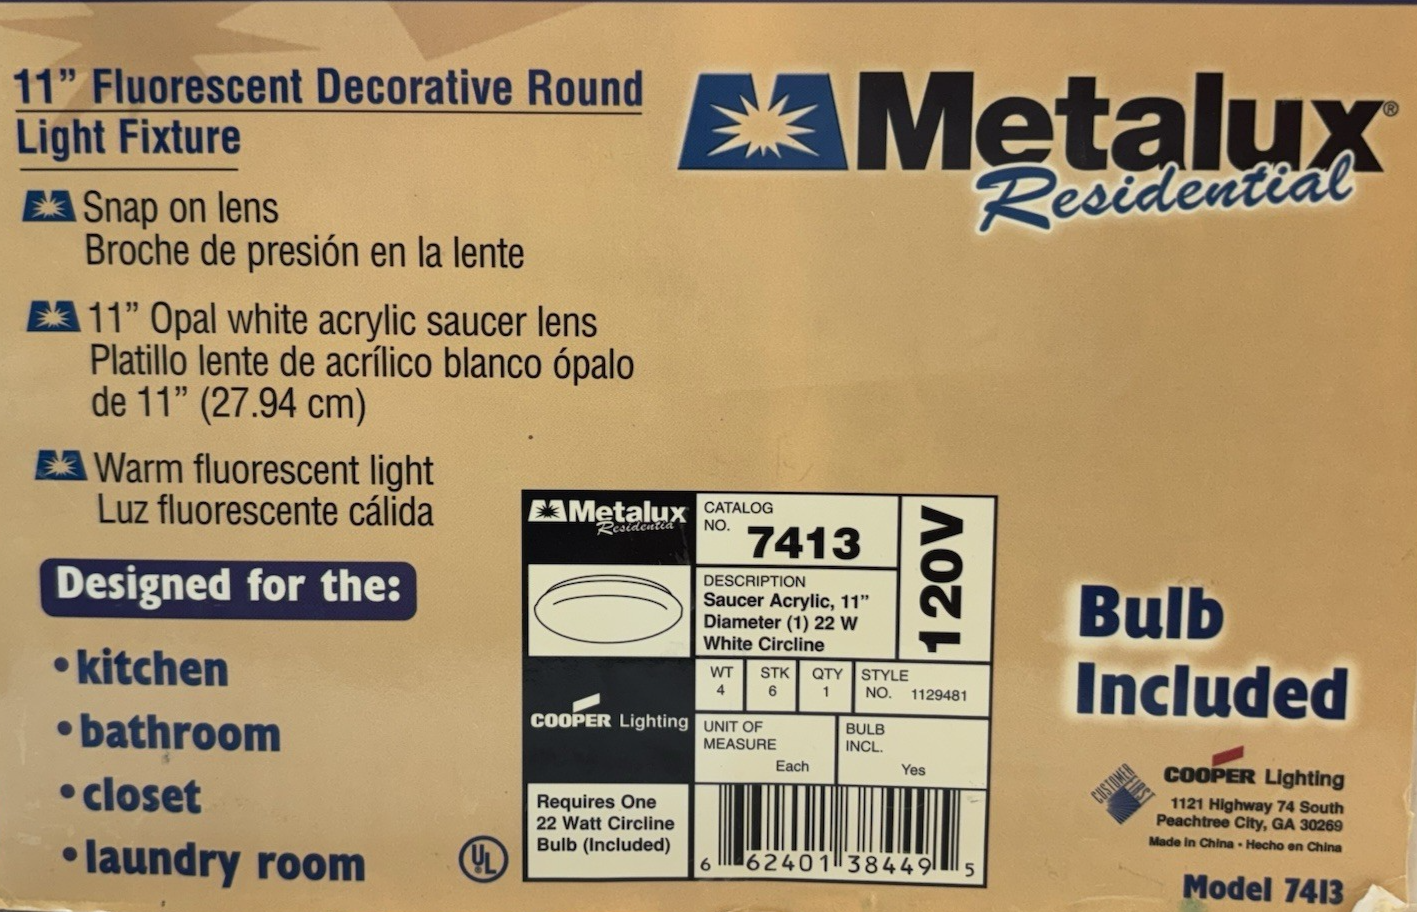 11” Fluorescent Decorative Round
Light Fixture
Snap on lens
Broche de presión en la lente
11” Opal white acrylic saucer lens
Platillo lente de acrílico blanco ópalo
de 11” (27.94 cm)
Warm fluorescent light
Luz fluorescente cálida
Designed for the:
• kitchen
• bathroom
• closet
• laundry room
UL
Metalux®
Residential
Metalux
Residentia
COOPER Lighting
Requires One
22 Watt Circline
Bulb (Included)
CATALOG
NO. 7413
120V
DESCRIPTION
Saucer Acrylic, 11”
Diameter (1) 22 W
White Circline
WT STK QTY STYLE
4 6 1 NO. 1129481
UNIT OF
MEASURE
Each
BULB
INCL.
Yes
6 62401 38449 5
Bulb
Included
CUSTOMER
FIRST
COOPER Lighting
1121 Highway 74 South
Peachtree City, GA 30269
Made in China • Hecho en China
Model 7413